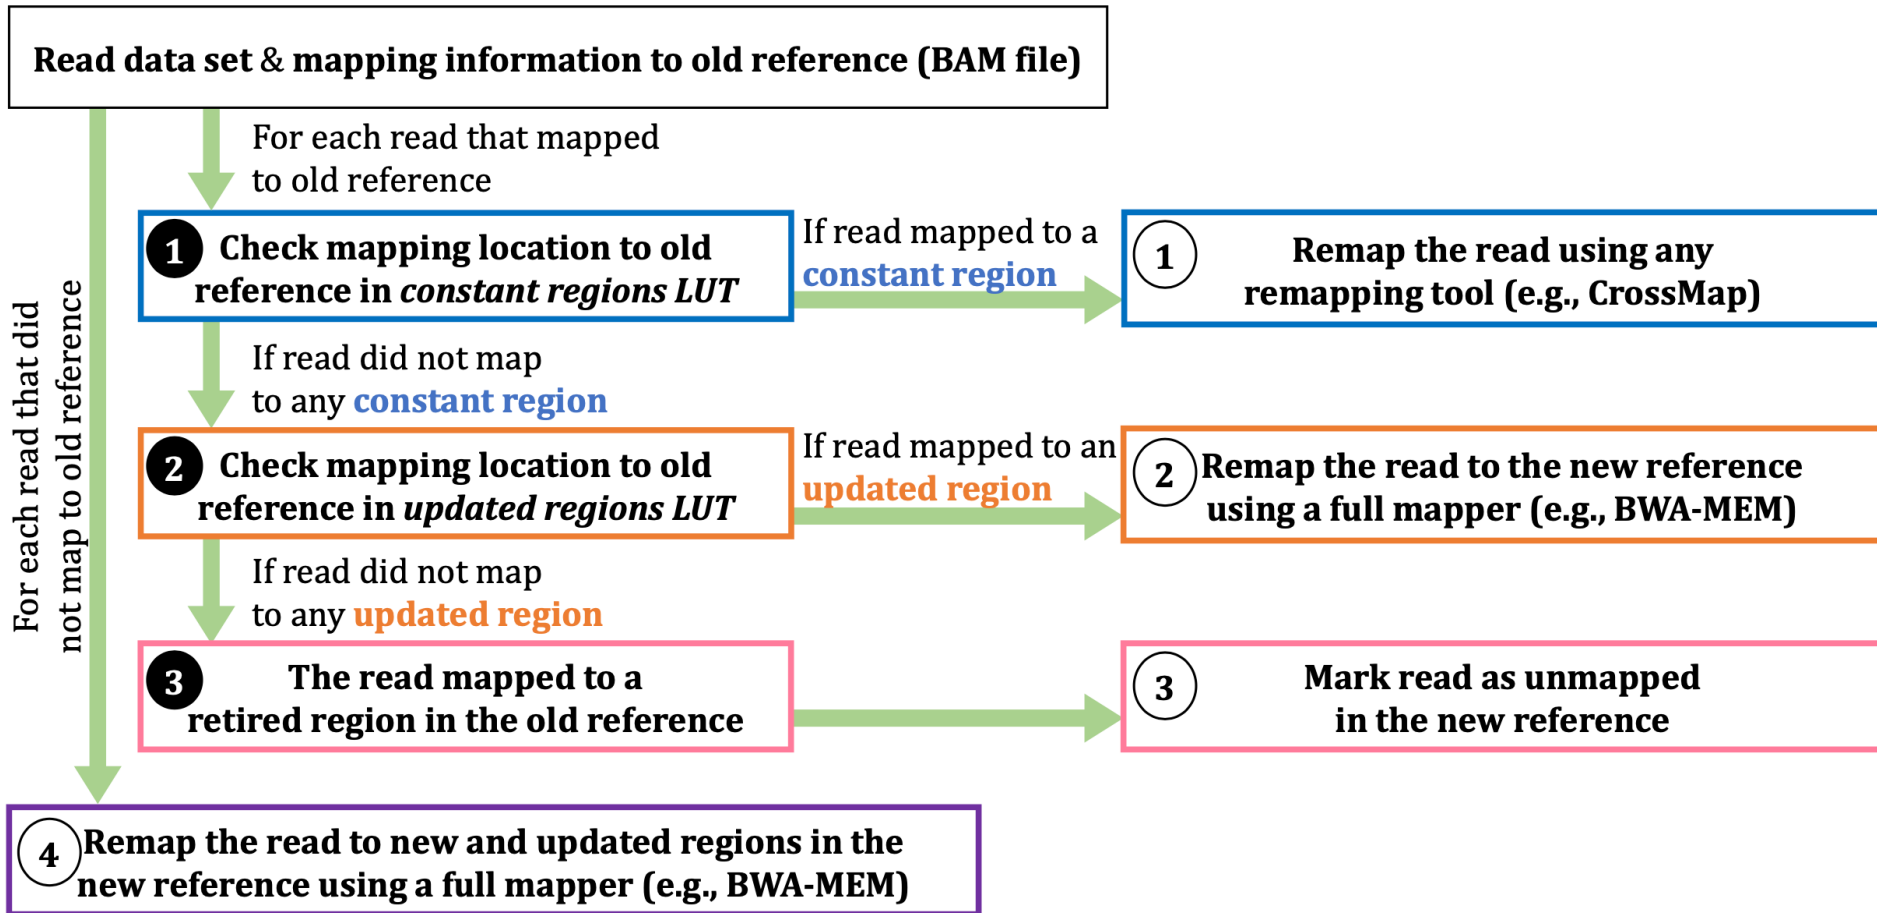 Read data set & mapping information to old reference (BAM file)
For each read that mapped
to old reference
1
Check mapping location to old
reference in constant regions LUT
If read mapped to a
constant region
1
Remap the read using any
remapping tool (e.g., CrossMap)
If read did not map
to any constant region
2
Check mapping location to old
reference in updated regions LUT
If read mapped to an
updated region
2
Remap the read to the new reference
using a full mapper (e.g., BWA-MEM)
If read did not map
to any updated region
3
The read mapped to a
retired region in the old reference
3
Mark read as unmapped
in the new reference
For each read that did
not map to old reference
4
Remap the read to new and updated regions in the
new reference using a full mapper (e.g., BWA-MEM)